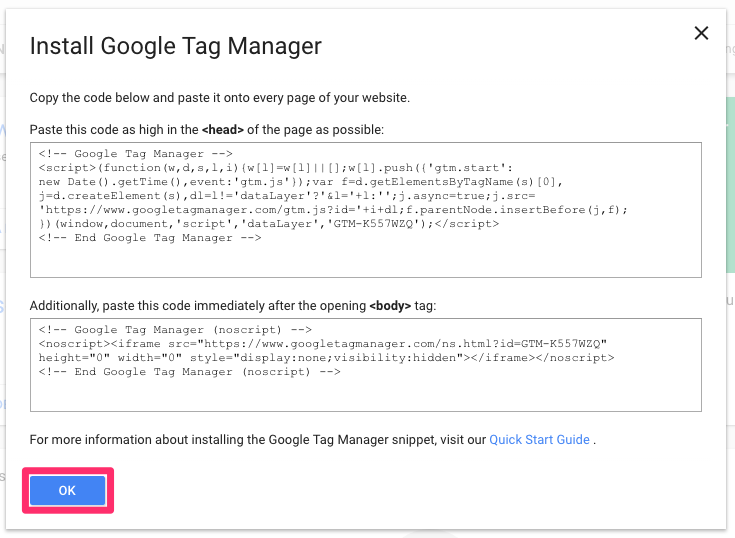 Install Google Tag Manager
Copy the code below and paste it onto every page of your website.
Paste this code as high in the <head> of the page as possible:
<!-- Google Tag Manager -->
<script>(function(w,d,s,l,i){w[l]=w[l]||[];w[l].push({'gtm.start':
new Date().getTime(),event:'gtm.js'});var f=d.getElementsByTagName(s)[0],
j=d.createElement(s),dl=l!='dataLayer'?'&l='+l:'';j.async=true;j.src=
'https://www.googletagmanager.com/gtm.js?id='+i+dl;f.parentNode.insertBefore(j,f);
})(window,document,'script','dataLayer','GTM-K557WZQ');</script>
<!-- End Google Tag Manager -->
Additionally, paste this code immediately after the opening <body> tag:
<!-- Google Tag Manager (noscript) -->
<noscript><iframe src="https://www.googletagmanager.com/ns.html?id=GTM-K557WZQ"
height="0" width="0" style="display:none;visibility:hidden"></iframe></noscript>
<!-- End Google Tag Manager (noscript) -->
For more information about installing the Google Tag Manager snippet, visit our Quick Start Guide .
OK